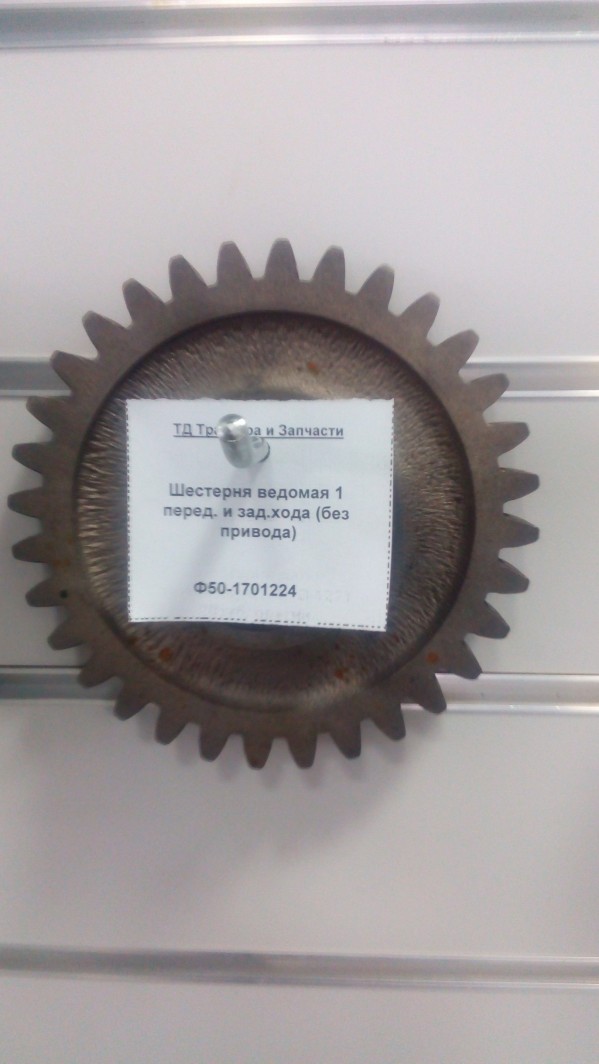 ТД и Запчасти
Шестерня ведомая 1
перед. и зад.хода (без
привода)
Ф50-1701224